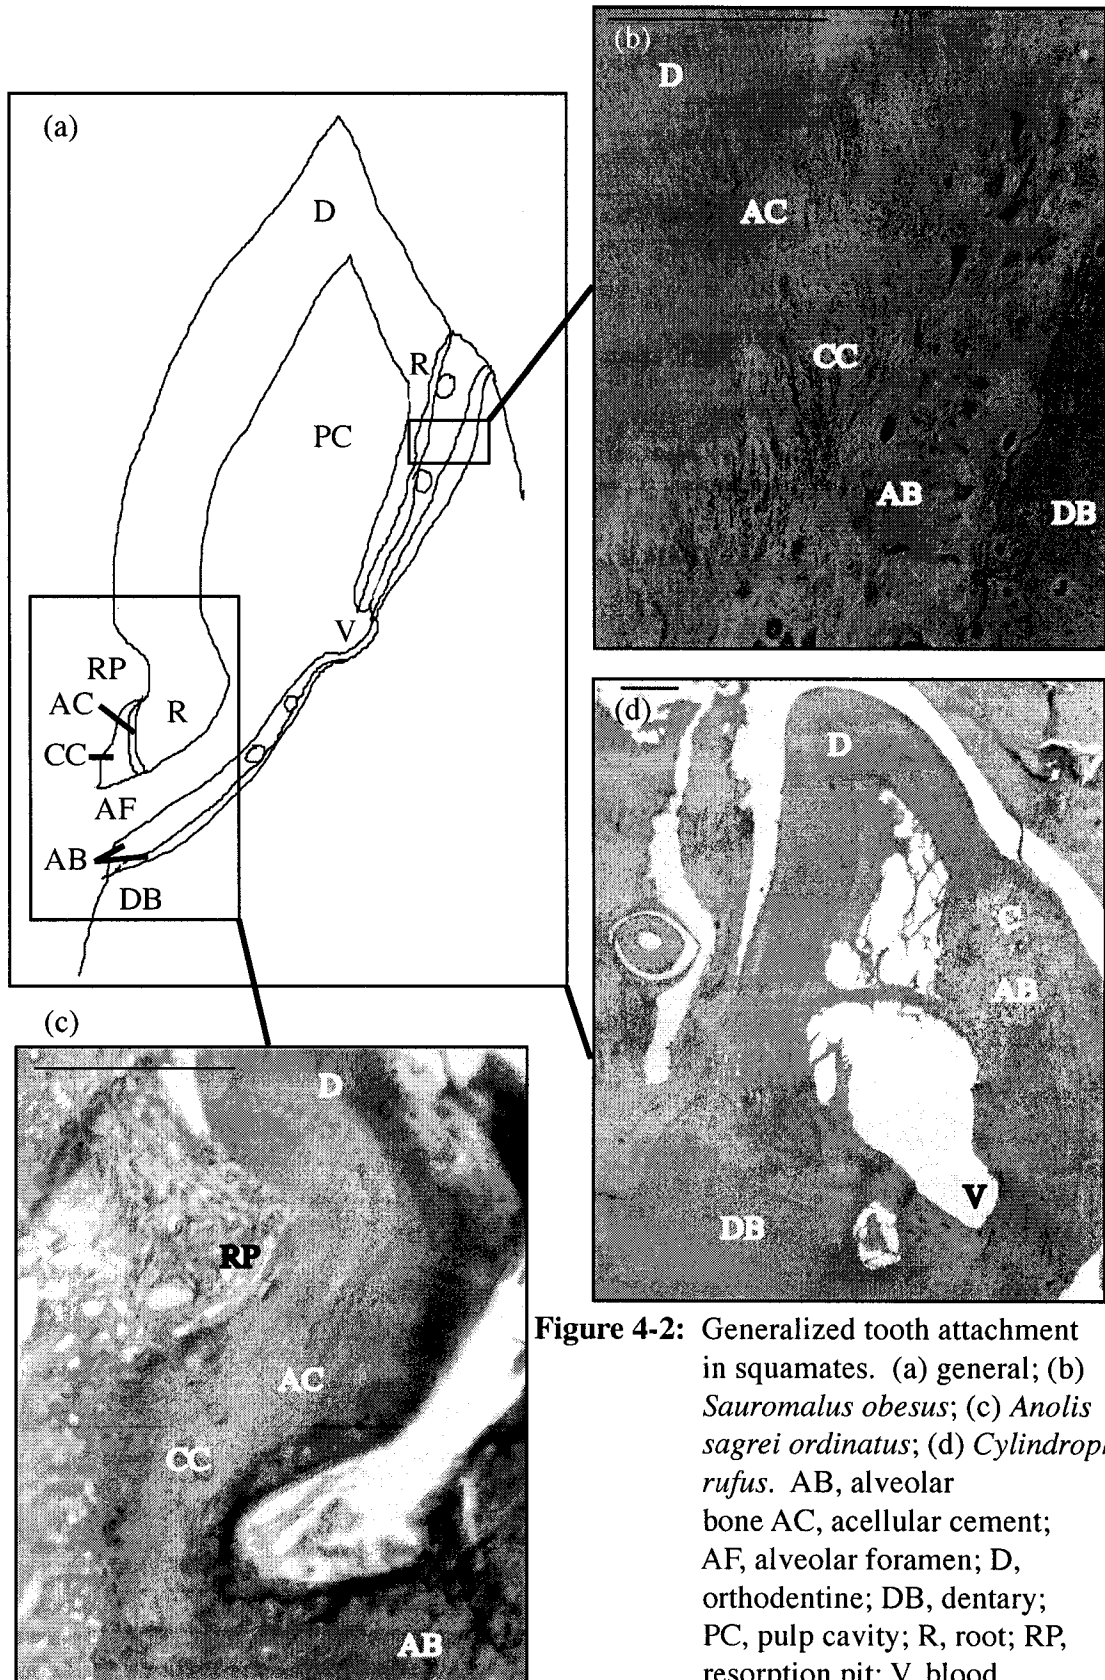 (a)
D
R
PC
V
RP
AC
R
CC
AF
AB
DB
(b)
D
AC
CC
AB
DB
(c)
D
RP
AC
CC
AB
(d)
D
C
AB
V
DB
Figure 4-2: Generalized tooth attachment
in squamates. (a) general; (b)
Sauromalus obesus; (c) Anolis
sagrei ordinatus; (d)
rufus. AB, alveolar
bone AC, acellular cement;
AF, alveolar foramen; D,
orthodentine; DB, dentary;
PC, pulp cavity; R, root; RP,
resorption pit; V, blood